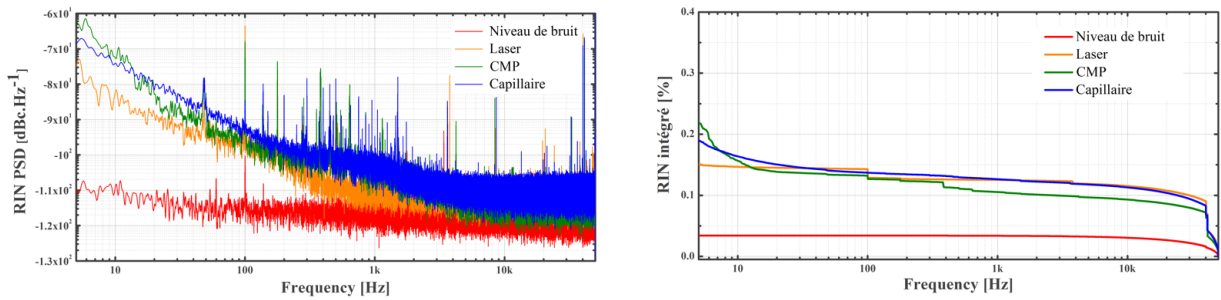 -6x10¹
-7x10¹
-8x10¹
-9x10¹
-10¹
-1.1x10²
-1.2x10²
-1.3x10²
RIN PSD [dBc.Hz⁻¹]
Niveau de bruit
Laser
CMP
Capillaire
10 100 1k 10k
Frequency [Hz]
0.4
0.3
0.2
0.1
0.0
RIN intégré [%]
Niveau de bruit
Laser
CMP
Capillaire
10 100 1k 10k
Frequency [Hz]